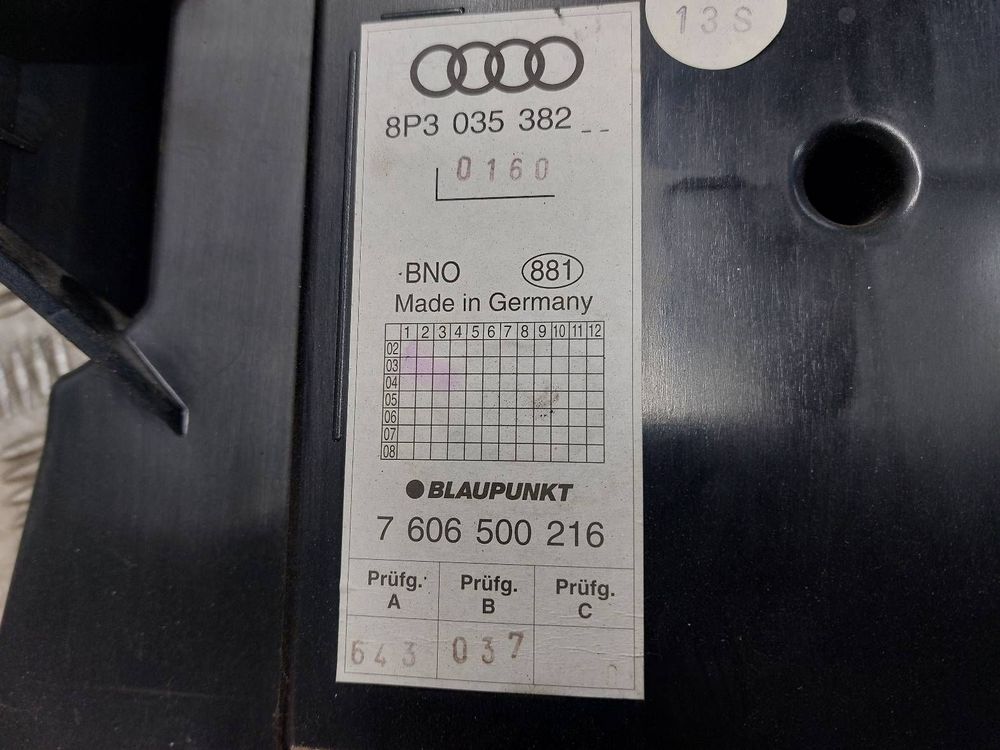 13S
8P3 035 382 _ _
0160
BNO 881
Made in Germany
1 2 3 4 5 6 7 8 9 10 11 12
02
03
04
05
06
07
08
BLAUPUNKT
7 606 500 216
Prüfg. A Prüfg. B Prüfg. C
643 037